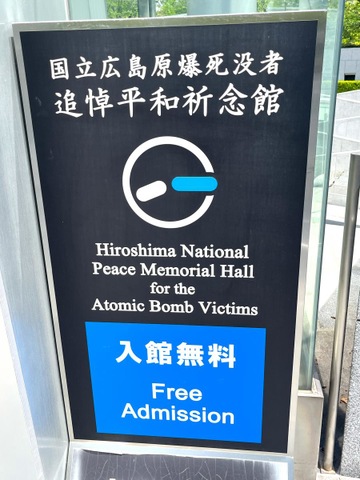 国立広島原爆死没者
追悼平和祈念館
Hiroshima National
Peace Memorial Hall
for the
Atomic Bomb Victims
入館無料
Free
Admission